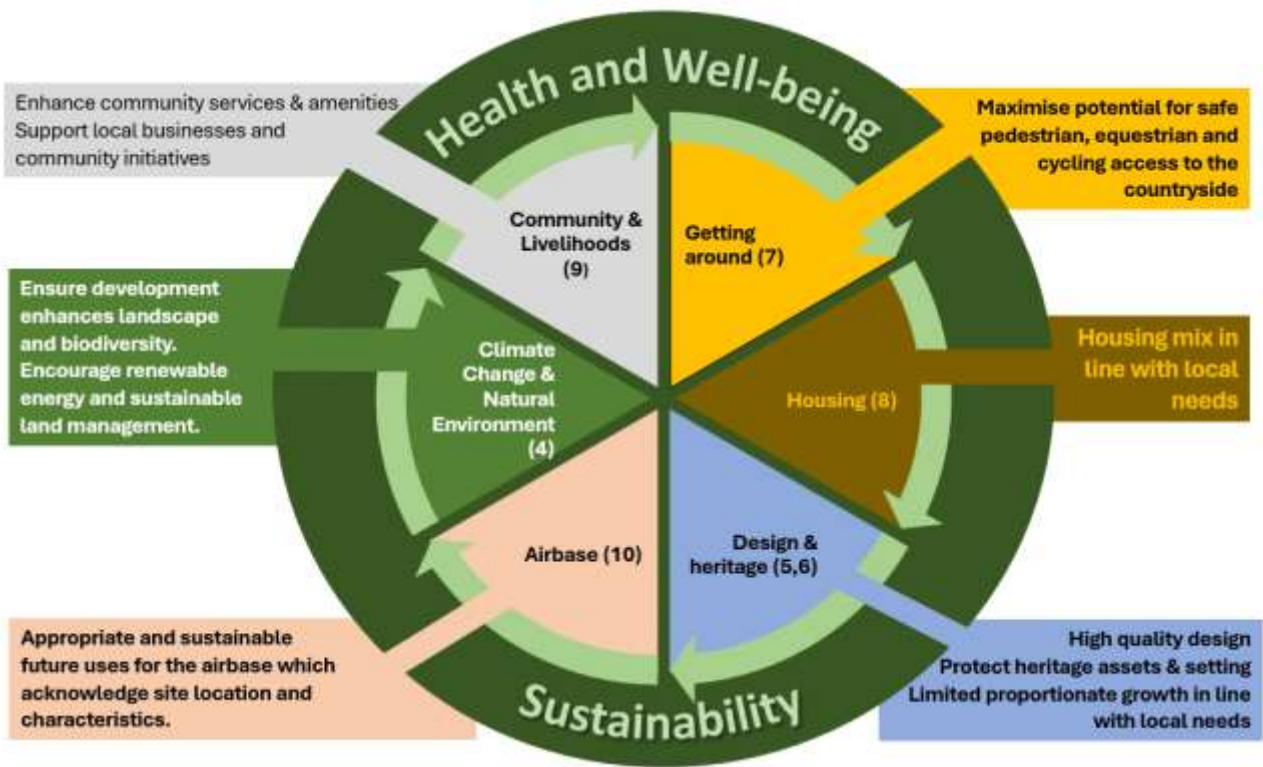 Health and Well-being
Enhance community services & amenities
Support local businesses and
community initiatives
Maximise potential for safe
pedestrian, equestrian and
cycling access to the
countryside
Community &
Livelihoods
(9)
Getting
around (7)
Ensure development
enhances landscape
and biodiversity.
Encourage renewable
energy and sustainable
land management.
Climate
Change &
Natural
Environment
(4)
Housing (8)
Housing mix in
line with local
needs
Airbase (10)
Design &
heritage (5,6)
Appropriate and sustainable
future uses for the airbase which
acknowledge site location and
characteristics.
High quality design
Protect heritage assets & setting
Limited proportionate growth in line
with local needs
Sustainability